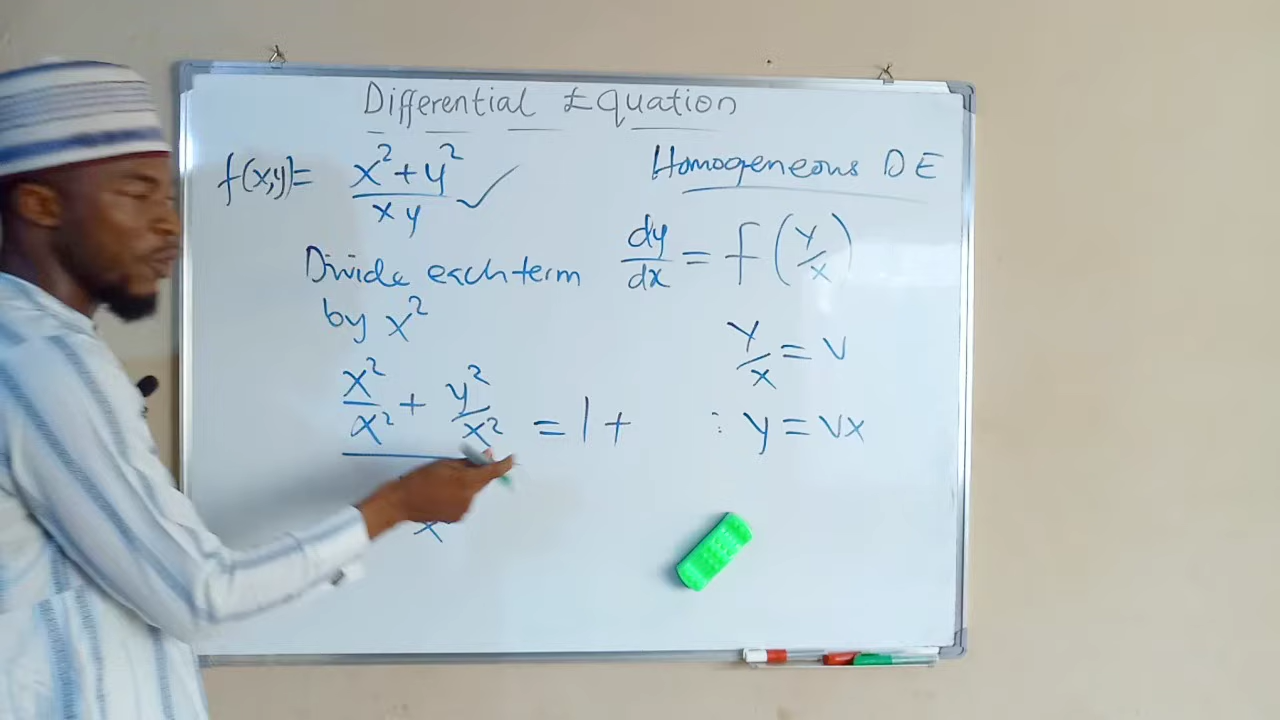 Differential Equation
f(x,y)= x²+y² / xy ✓
Divide each term
by x²
x²/x² + y²/x² = 1+
x
Homogeneous DE
dy/dx = f(y/x)
y/x = v
∴ y = vx